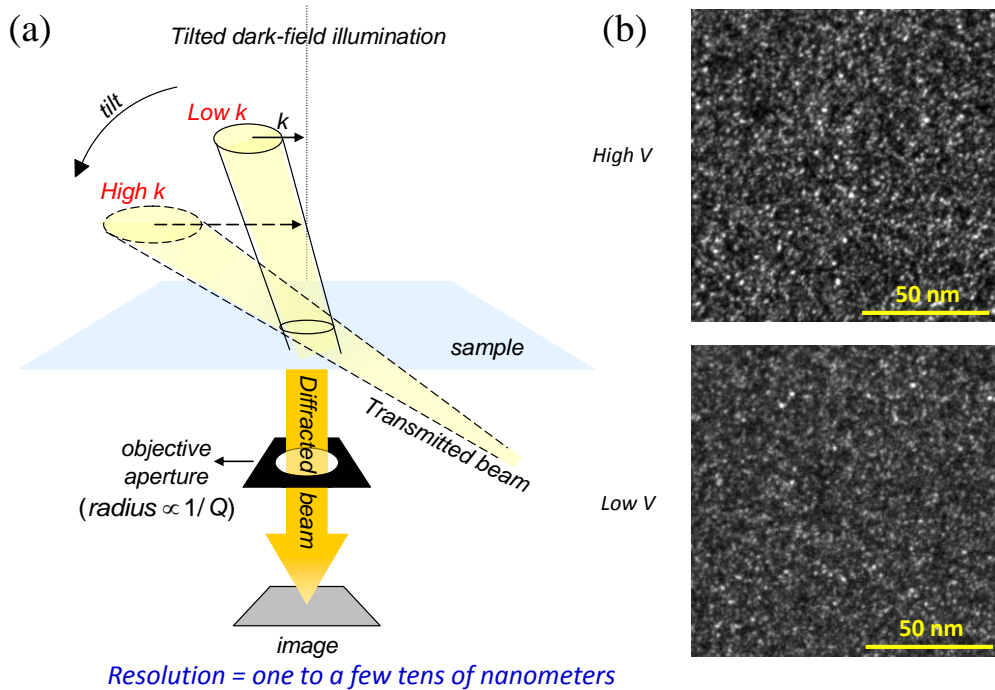 (a)
Tilted dark-field illumination
tilt
Low k
k
High k
sample
Transmitted beam
Diffracted beam
objective
aperture
(radius ∝ 1/Q)
image
Resolution = one to a few tens of nanometers
(b)
High V
50 nm
Low V
50 nm